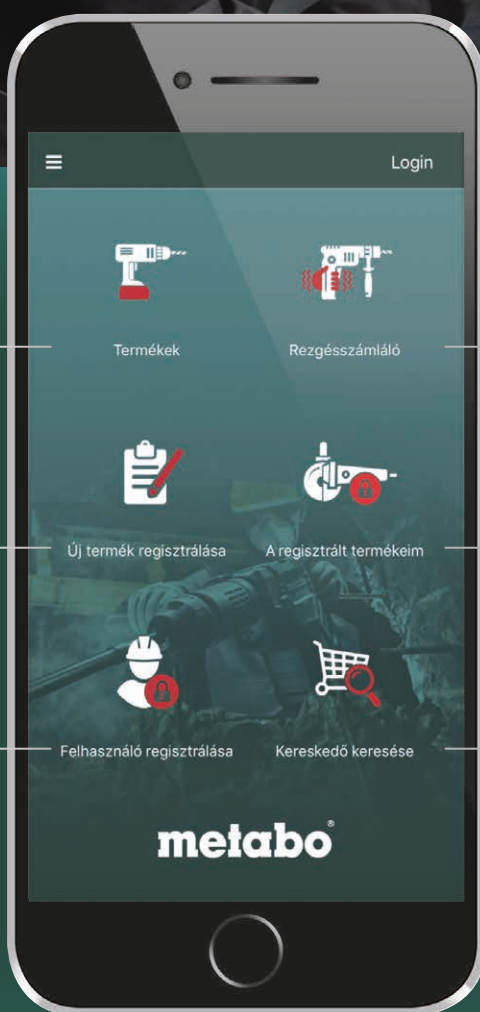 Login
Termékek
Rezgésszámláló
Új termék regisztrálása
A regisztrált termékeim
Felhasználó regisztrálása
Kereskedő keresése
metabo®